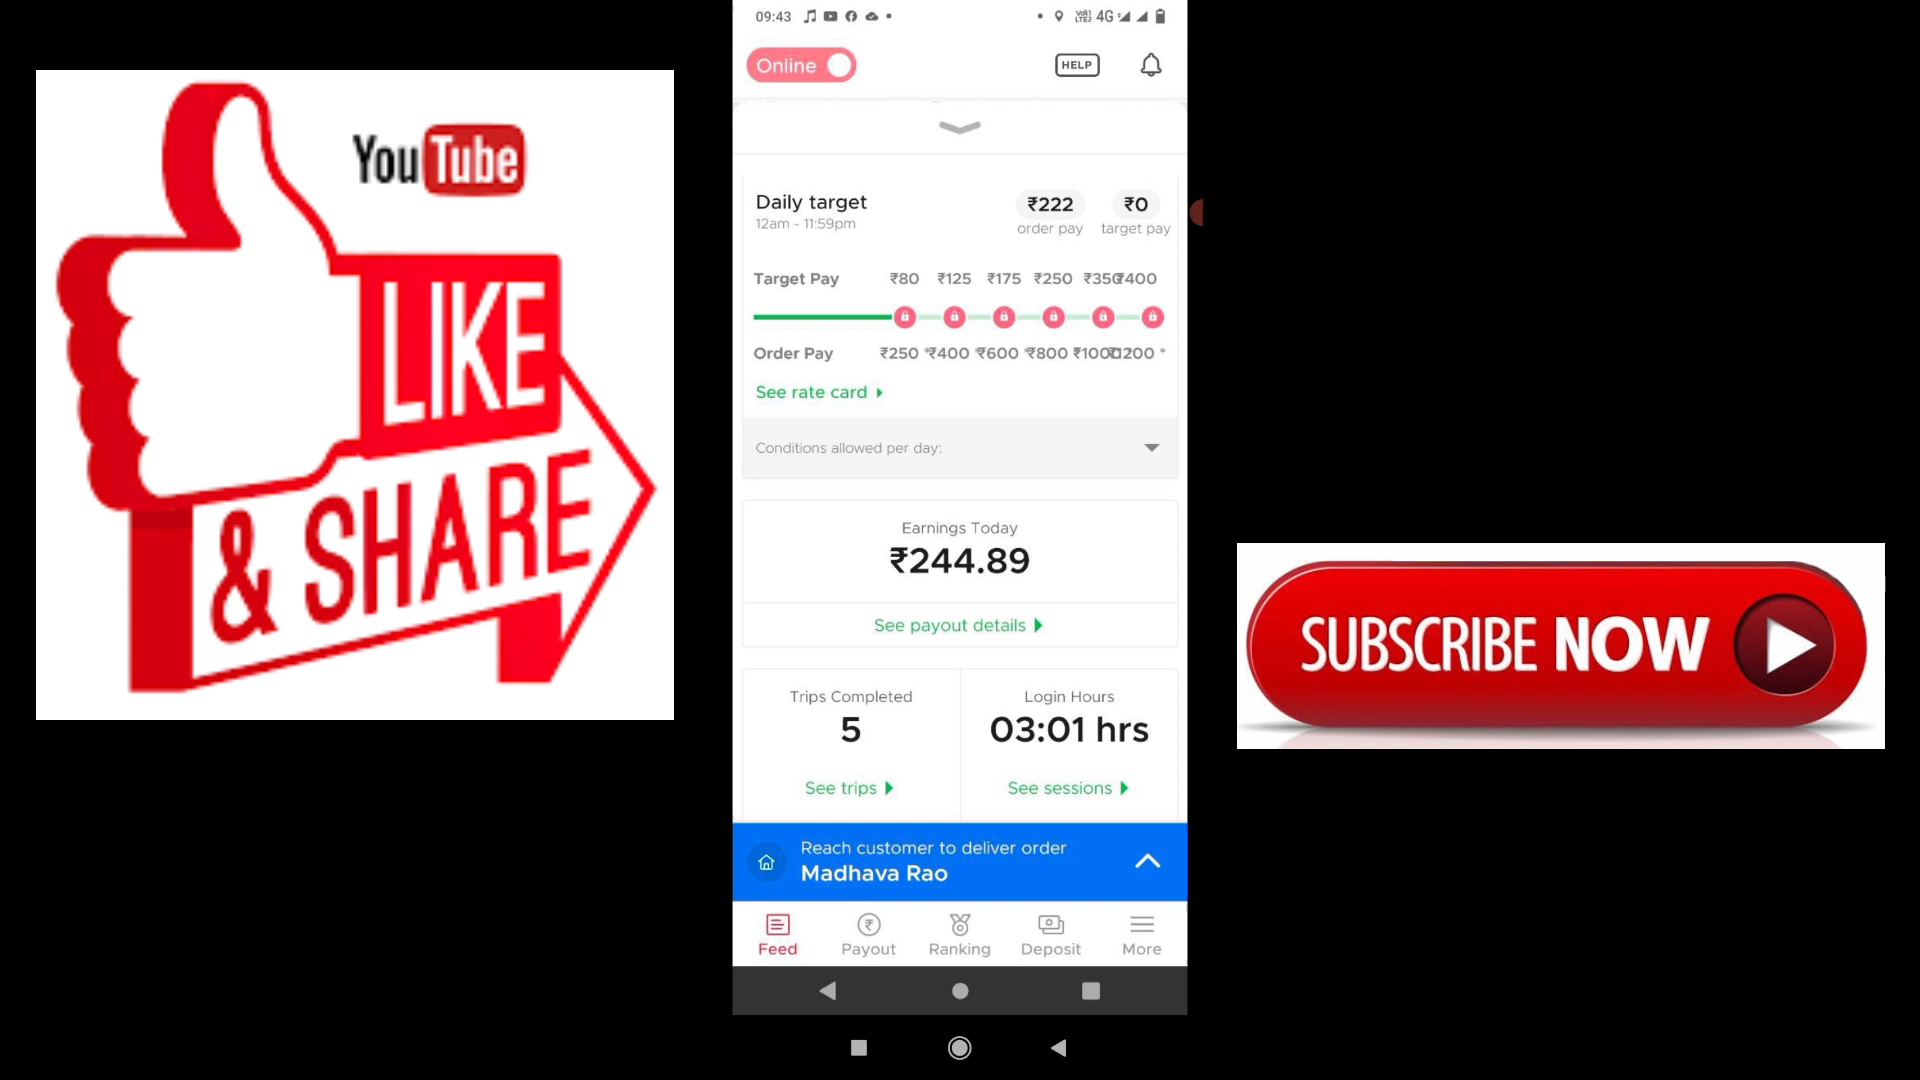 YouTube
LIKE
& SHARE
09:43
4G
Online
HELP
Daily target
₹222
₹0
12am - 11:59pm
order pay
target pay
Target Pay
₹80 ₹125 ₹175 ₹250 ₹350 ₹400
Order Pay
₹250 * ₹400 * ₹600 * ₹800 ₹1000 ₹1200 *
See rate card
Conditions allowed per day:
Earnings Today
₹244.89
See payout details
Trips Completed
5
See trips
Login Hours
03:01 hrs
See sessions
Reach customer to deliver order
Madhava Rao
Feed
Payout
Ranking
Deposit
More
SUBSCRIBE NOW